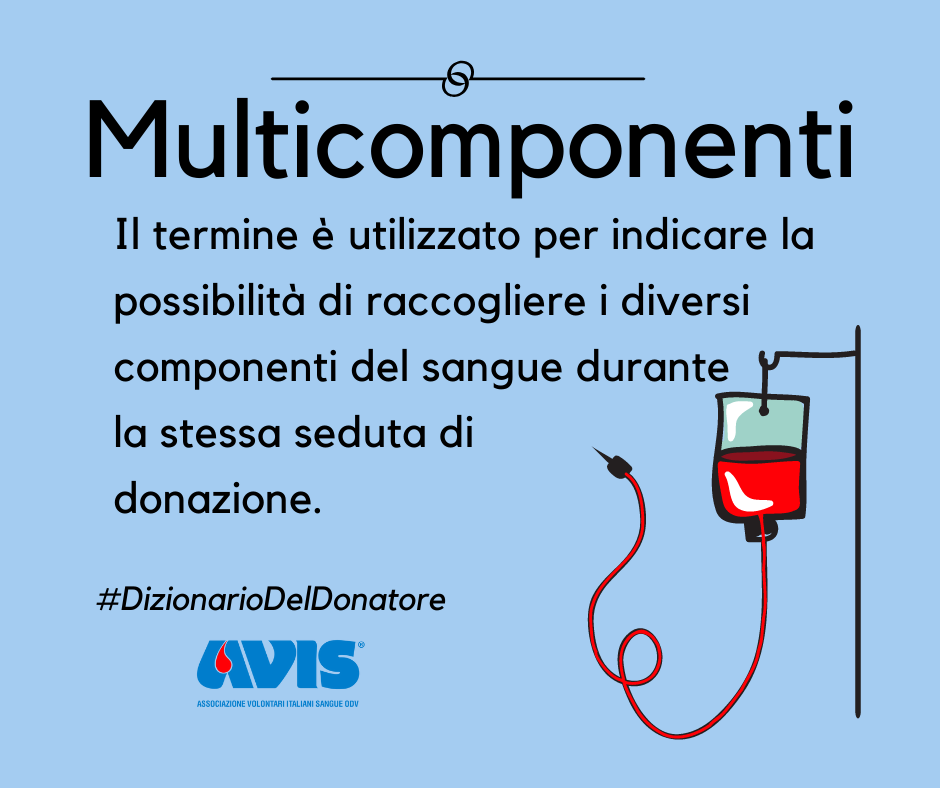 Multicomponenti
Il termine è utilizzato per indicare la
possibilità di raccogliere i diversi
componenti del sangue durante
la stessa seduta di
donazione.
#DizionarioDelDonatore
AVIS®
ASSOCIAZIONE VOLONTARI ITALIANI SANGUE ODV